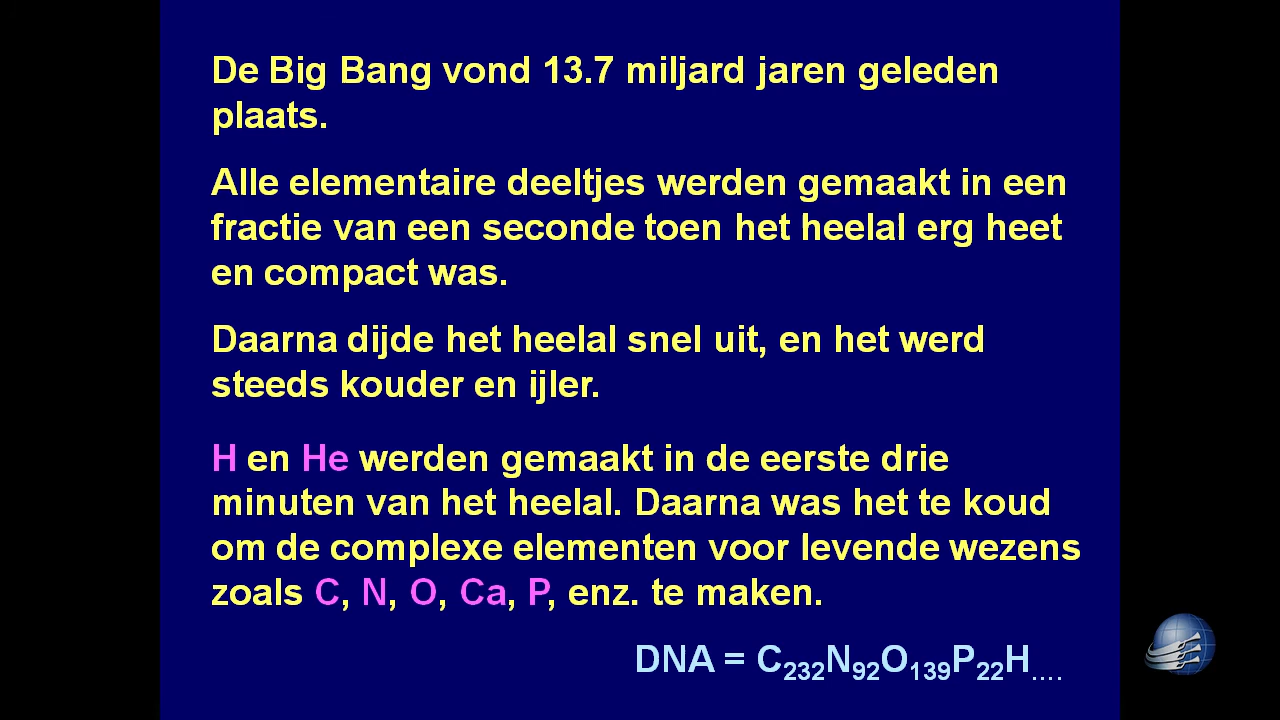 De Big Bang vond 13.7 miljard jaren geleden
plaats.
Alle elementaire deeltjes werden gemaakt in een
fractie van een seconde toen het heelal erg heet
en compact was.
Daarna dijde het heelal snel uit, en het werd
steeds kouder en ijler.
H en He werden gemaakt in de eerste drie
minuten van het heelal. Daarna was het te koud
om de complexe elementen voor levende wezens
zoals C, N, O, Ca, P, enz. te maken.
DNA = C₂₃₂N₉₂O₁₃₉P₂₂H....